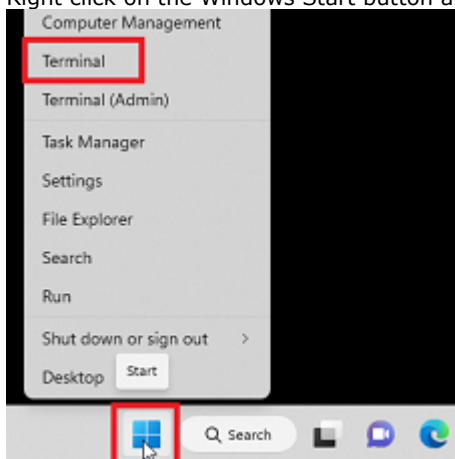 Right click on the Windows Start button a
Computer Management
Terminal
Terminal (Admin)
Task Manager
Settings
File Explorer
Search
Run
Shut down or sign out
Desktop
Start
Search